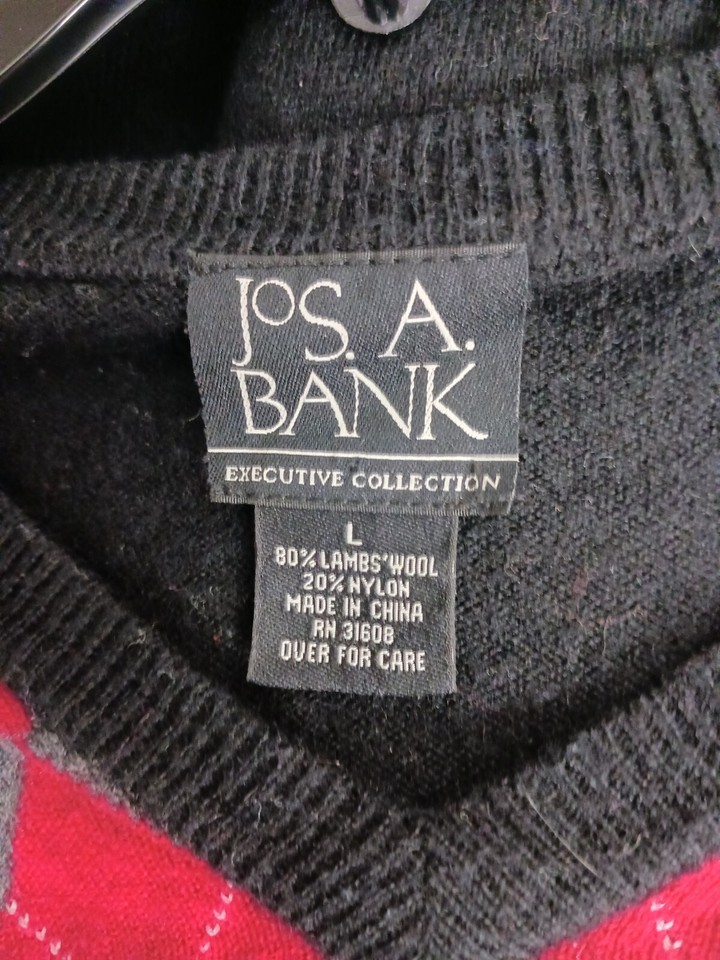 JoS. A.
BANK
EXECUTIVE COLLECTION
L
80% LAMBS' WOOL
20% NYLON
MADE IN CHINA
RN 31608
OVER FOR CARE